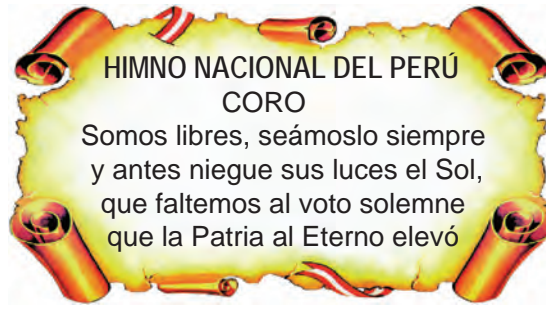 HIMNO NACIONAL DEL PERÚ
CORO
Somos libres, seámoslo siempre
y antes niegue sus luces el Sol,
que faltemos al voto solemne
que la Patria al Eterno elevó